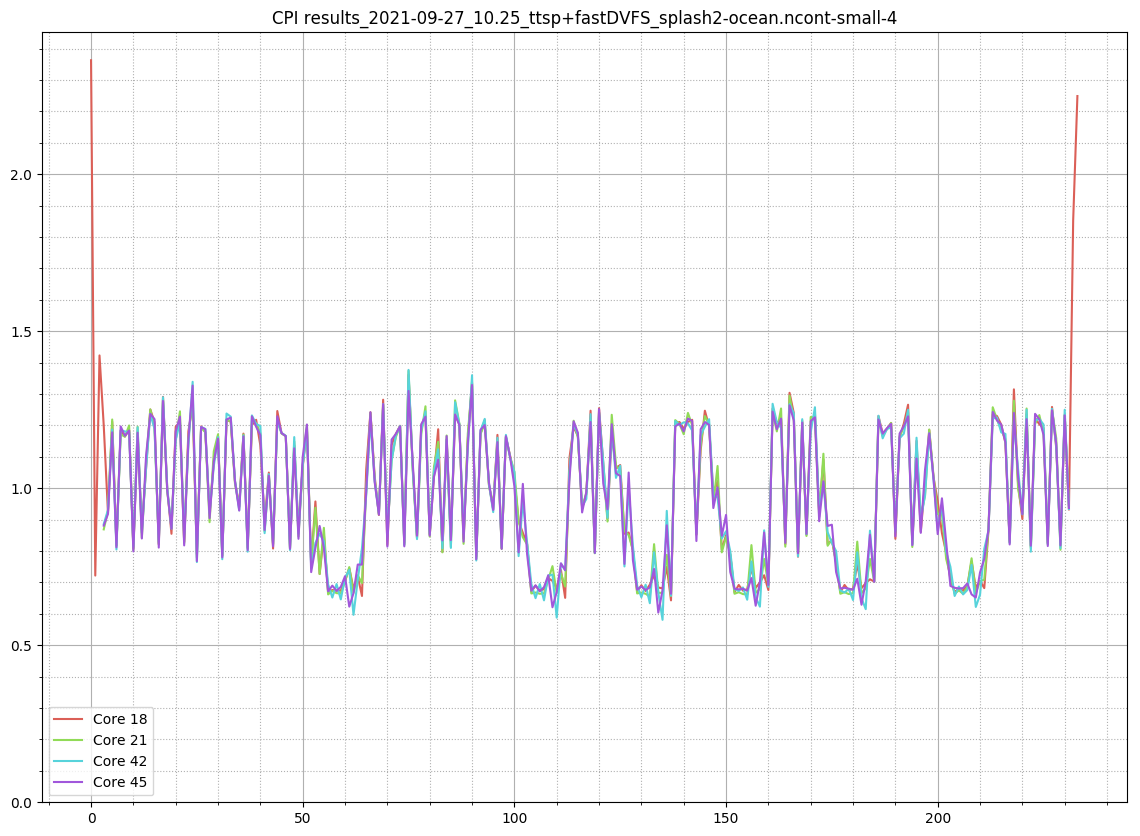 CPI results_2021-09-27_10.25_ttsp+fastDVFS_splash2-ocean.ncont-small-4
2.0
1.5
1.0
0.5
0.0
Core 18
Core 21
Core 42
Core 45
0
50
100
150
200